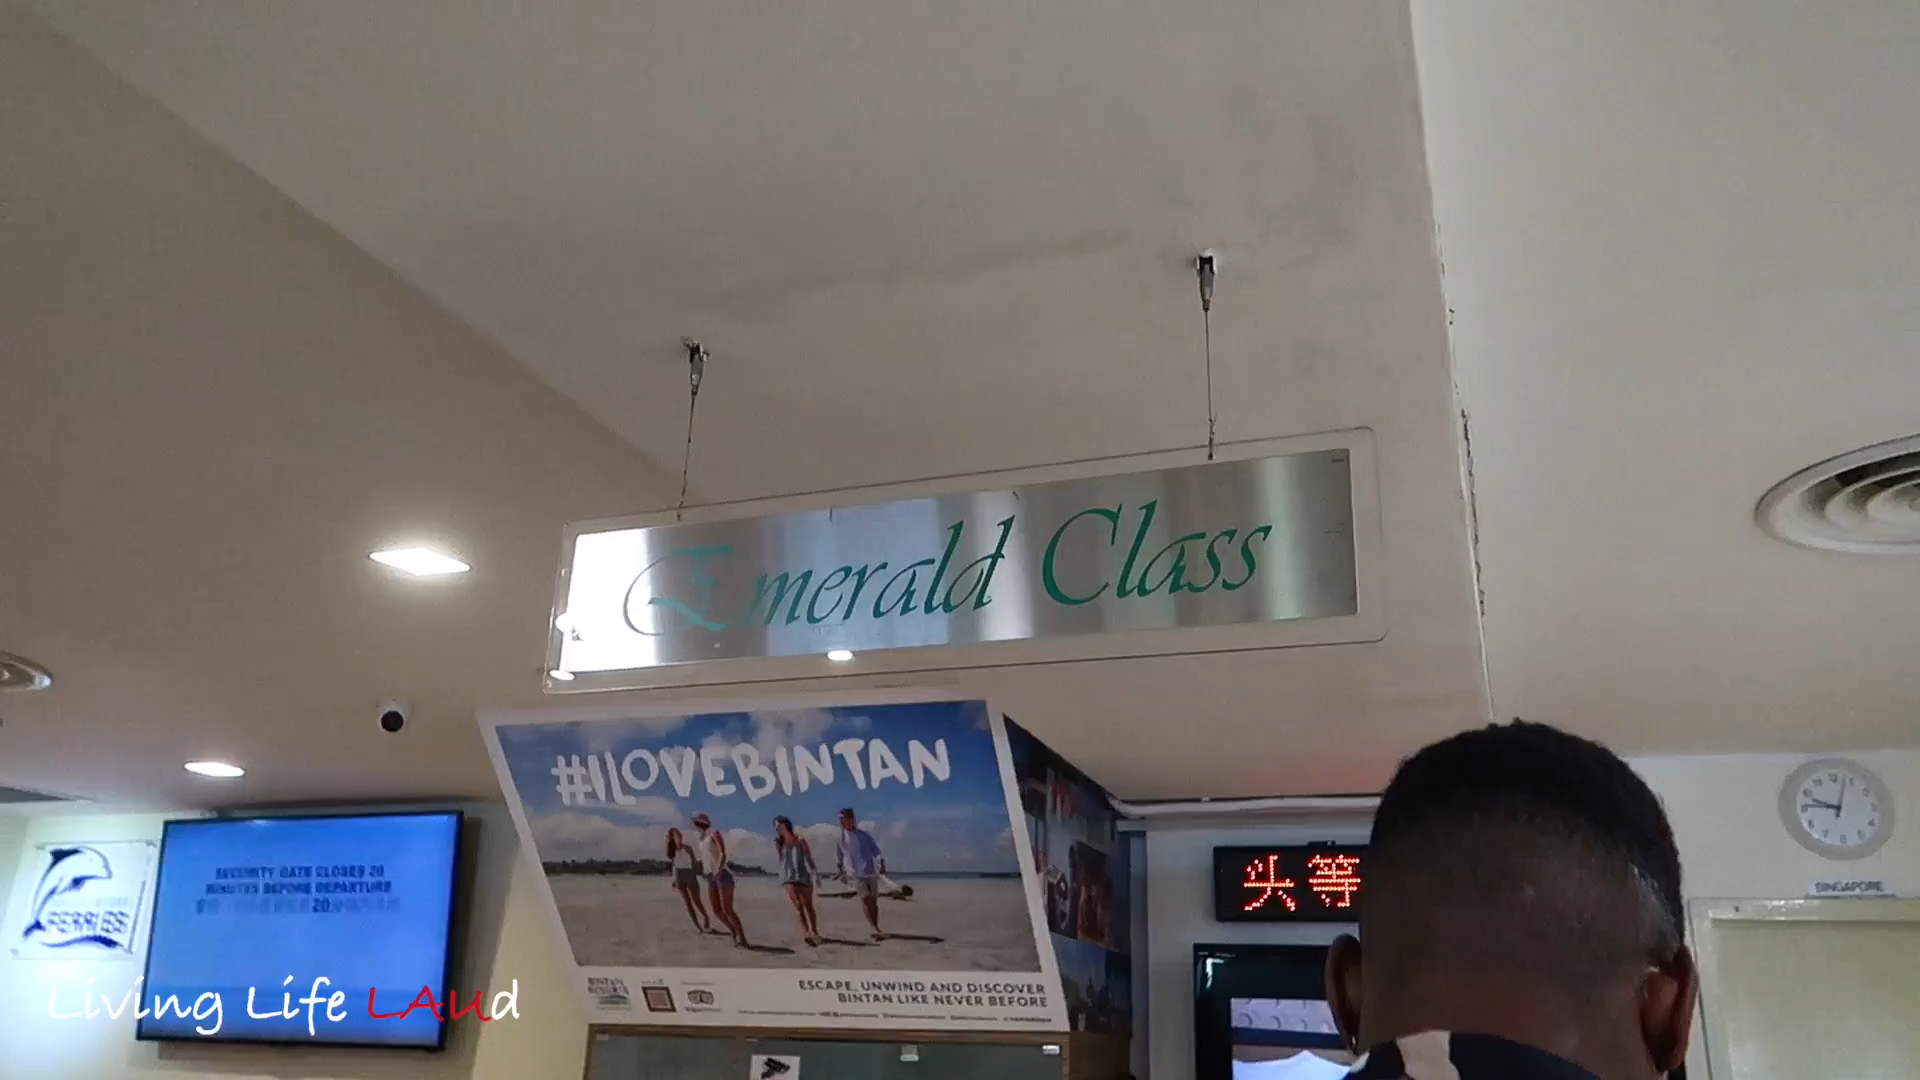 Emerald Class
#ILOVEBINTAN
ESCAPE, UNWIND AND DISCOVER
BINTAN LIKE NEVER BEFORE
SECURITY GATE CLOSES 20
MINUTES BEFORE DEPARTURE
FERRIES
头等
SINGAPORE
Living Life LAUd